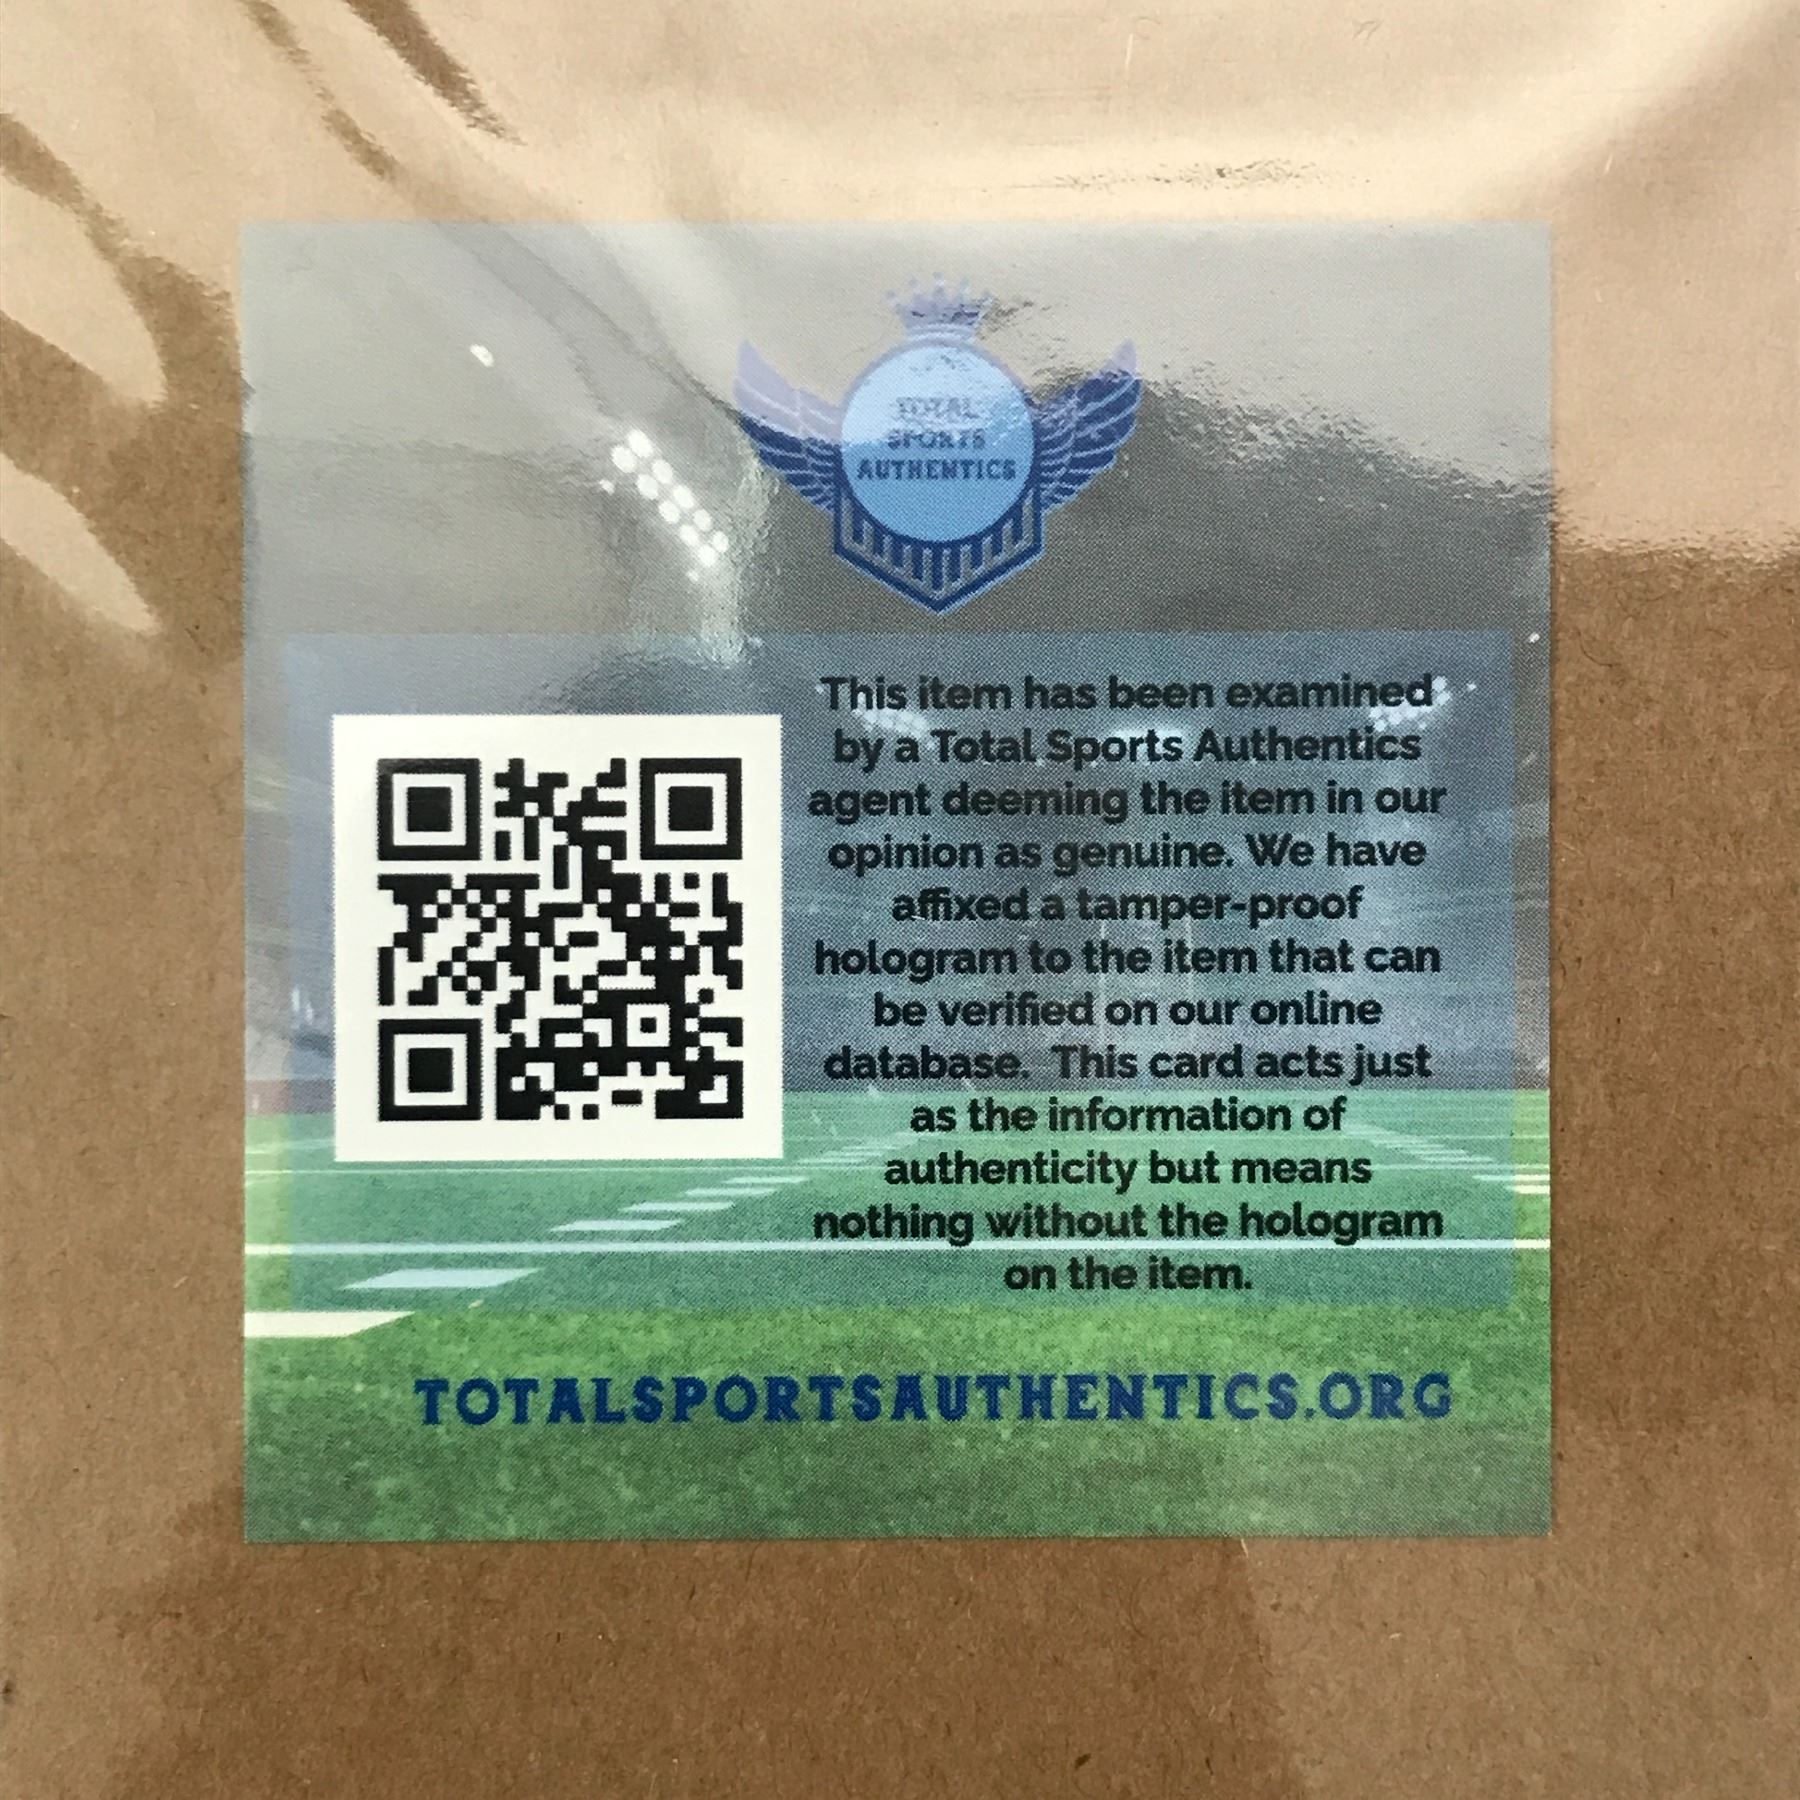 TOTAL
SPORTS
AUTHENTICS
This item has been examined
by a Total Sports Authentics
agent deeming the item in our
opinion as genuine. We have
affixed a tamper-proof
hologram to the item that can
be verified on our online
database. This card acts just
as the information of
authenticity but means
nothing without the hologram
on the item.
TOTALSPORTSAUTHENTICS.ORG